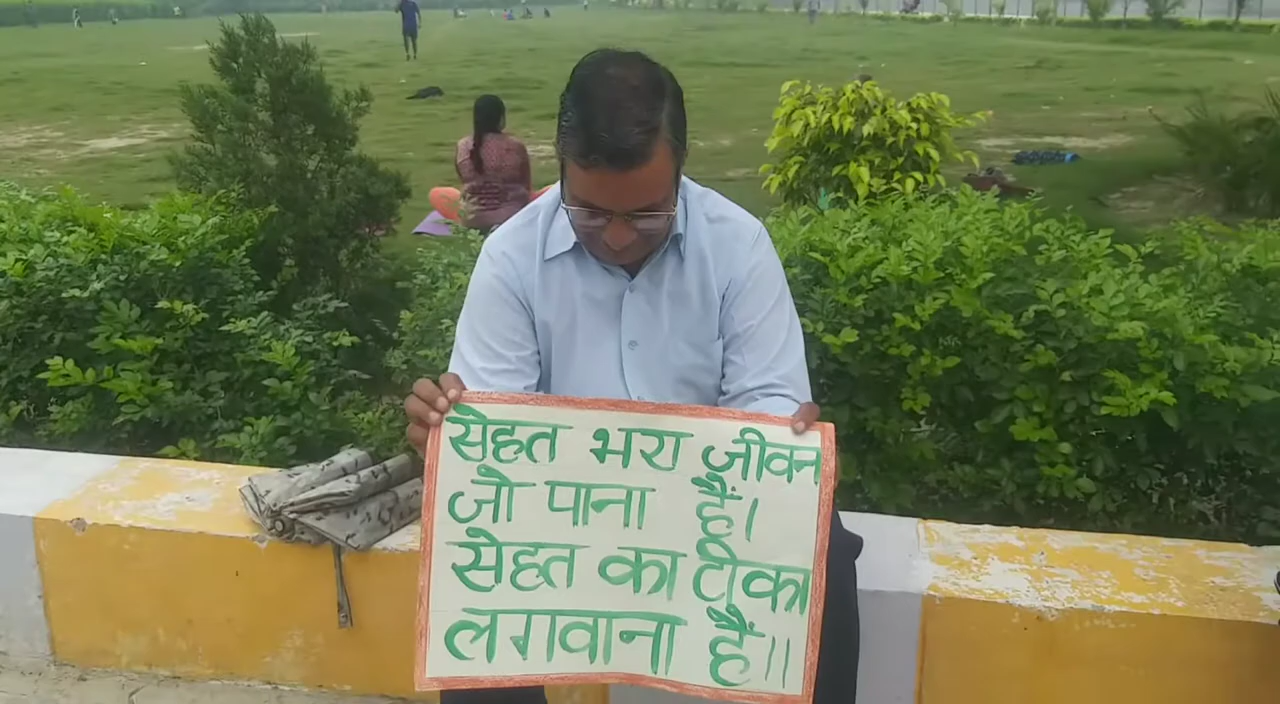 सेहत भरा जीवन
जो पाना हैं।
सेहत का टीका
लगवाना हैं।।